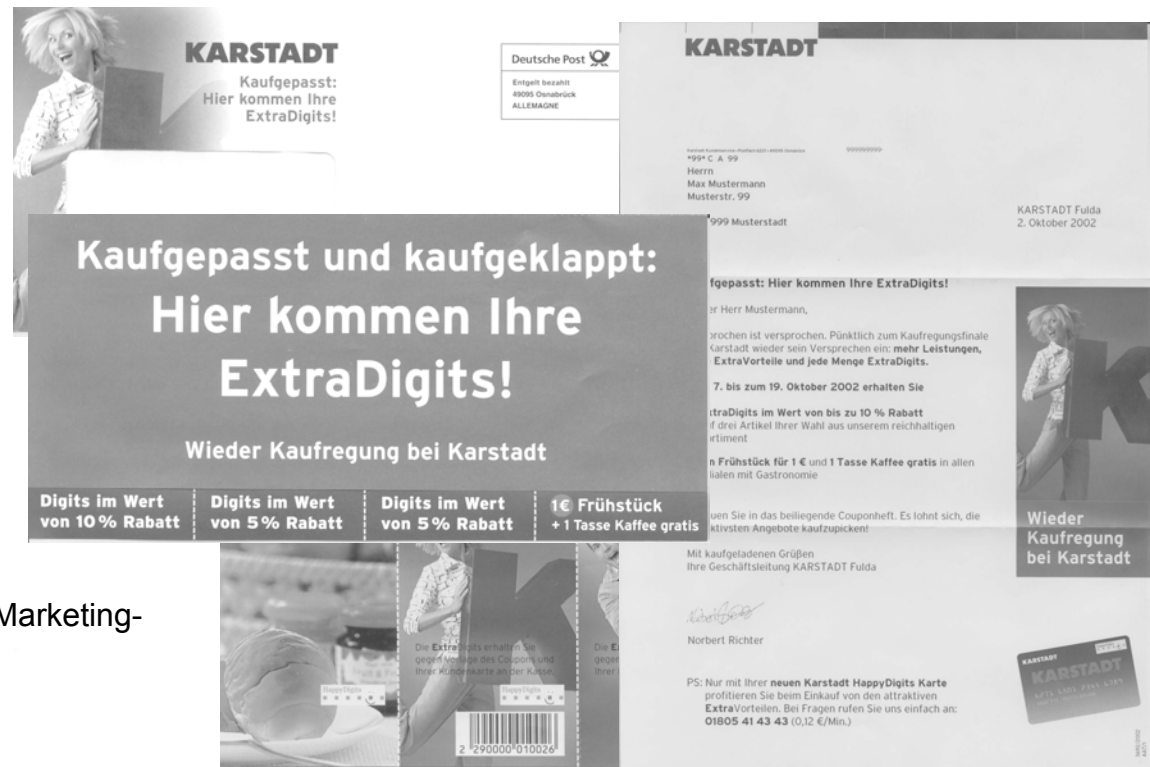 KARSTADT
Kaufgepasst:
Hier kommen Ihre
ExtraDigits!
Deutsche Post
Entgelt bezahlt
49095 Osnabrück
ALLEMAGNE
Kaufgepasst und kaufgeklappt:
Hier kommen Ihre
ExtraDigits!
Wieder Kaufregung bei Karstadt
Digits im Wert
von 10 % Rabatt
Digits im Wert
von 5 % Rabatt
Digits im Wert
von 5 % Rabatt
1€ Frühstück
+ 1 Tasse Kaffee gratis
Marketing-
Die ExtraDigits erhalten Sie
gegen Vorlage des Coupons und
Ihrer Kundenkarte an der Kasse.
Die
gegen
Ihrer
HappyDigits
HappyDigits
2 290000 010026
KARSTADT
*99* C A 99
Herrn
Max Mustermann
Musterstr. 99
999 Musterstadt
KARSTADT Fulda
2. Oktober 2002
fgepasst: Hier kommen Ihre ExtraDigits!
er Herr Mustermann,
prochen ist versprochen. Pünktlich zum Kaufregungsfinale
Karstadt wieder sein Versprechen ein: mehr Leistungen,
ExtraVorteile und jede Menge ExtraDigits.
7. bis zum 19. Oktober 2002 erhalten Sie
traDigits im Wert von bis zu 10 % Rabatt
f drei Artikel Ihrer Wahl aus unserem reichhaltigen
rtiment
n Frühstück für 1 € und 1 Tasse Kaffee gratis in allen
ialen mit Gastronomie
uen Sie in das beiliegende Couponheft. Es lohnt sich, die
ktivsten Angebote kaufzupicken!
Mit kaufgeladenen Grüßen
Ihre Geschäftsleitung KARSTADT Fulda
Norbert Richter
PS: Nur mit Ihrer neuen Karstadt HappyDigits Karte
profitieren Sie beim Einkauf von den attraktiven
ExtraVorteilen. Bei Fragen rufen Sie uns einfach an:
01805 41 43 43 (0,12 €/Min.)
Wieder
Kaufregung
bei Karstadt
KARSTADT
KARSTADT